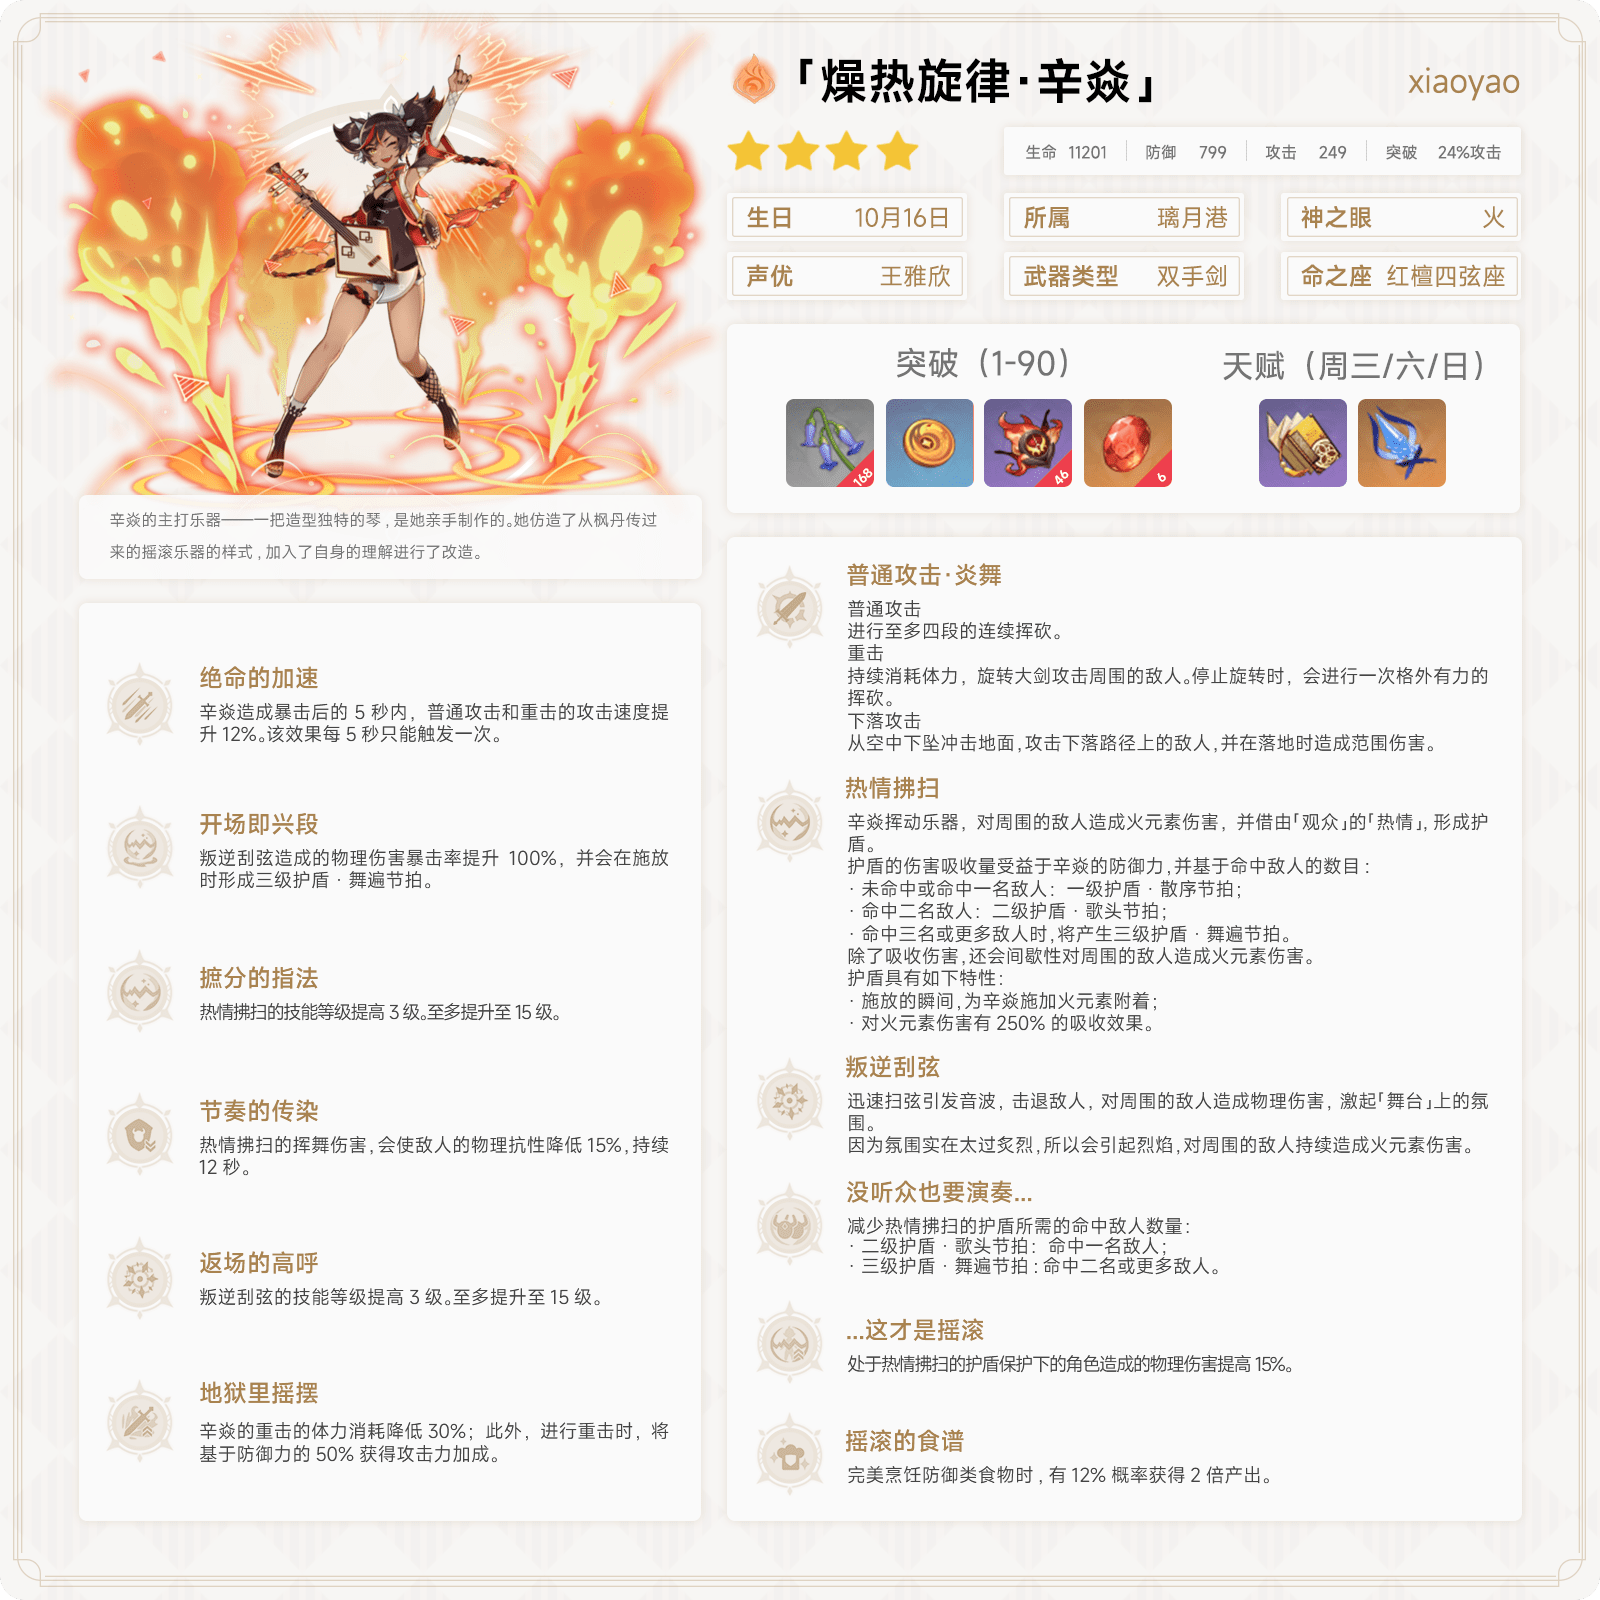 「燥热旋律·辛焱」
xiaoyao
生命 11201 防御 799 攻击 249 突破 24%攻击
生日 10月16日 所属 璃月港 神之眼 火
声优 王雅欣 武器类型 双手剑 命之座 红檀四弦座
突破（1-90） 天赋（周三/六/日）
168 46 6
辛焱的主打乐器——一把造型独特的琴，是她亲手制作的。她仿造了从枫丹传过
来的摇滚乐器的样式，加入了自身的理解进行了改造。
绝命的加速
辛焱造成暴击后的 5 秒内，普通攻击和重击的攻击速度提
升 12%。该效果每 5 秒只能触发一次。
开场即兴段
叛逆刮弦造成的物理伤害暴击率提升 100%，并会在施放
时形成三级护盾·舞遍节拍。
摭分的指法
热情拂扫的技能等级提高 3 级。至多提升至 15 级。
节奏的传染
热情拂扫的挥舞伤害，会使敌人的物理抗性降低 15%，持续
12 秒。
返场的高呼
叛逆刮弦的技能等级提高 3 级。至多提升至 15 级。
地狱里摇摆
辛焱的重击的体力消耗降低 30%；此外，进行重击时，将
基于防御力的 50% 获得攻击力加成。
普通攻击·炎舞
普通攻击
进行至多四段的连续挥砍。
重击
持续消耗体力，旋转大剑攻击周围的敌人。停止旋转时，会进行一次格外有力的
挥砍。
下落攻击
从空中下坠冲击地面，攻击下落路径上的敌人，并在落地时造成范围伤害。
热情拂扫
辛焱挥动乐器，对周围的敌人造成火元素伤害，并借由「观众」的「热情」，形成护
盾。
护盾的伤害吸收量受益于辛焱的防御力，并基于命中敌人的数目：
·未命中或命中一名敌人：一级护盾·散序节拍；
·命中二名敌人：二级护盾·歌头节拍；
·命中三名或更多敌人时，将产生三级护盾·舞遍节拍。
除了吸收伤害，还会间歇性对周围的敌人造成火元素伤害。
护盾具有如下特性：
·施放的瞬间，为辛焱施加火元素附着；
·对火元素伤害有 250% 的吸收效果。
叛逆刮弦
迅速扫弦引发音波，击退敌人，对周围的敌人造成物理伤害，激起「舞台」上的氛
围。
因为氛围实在太过炙烈，所以会引起烈焰，对周围的敌人持续造成火元素伤害。
没听众也要演奏...
减少热情拂扫的护盾所需的命中敌人数量：
·二级护盾·歌头节拍：命中一名敌人；
·三级护盾·舞遍节拍：命中二名或更多敌人。
...这才是摇滚
处于热情拂扫的护盾保护下的角色造成的物理伤害提高 15%。
摇滚的食谱
完美烹饪防御类食物时，有 12% 概率获得 2 倍产出。